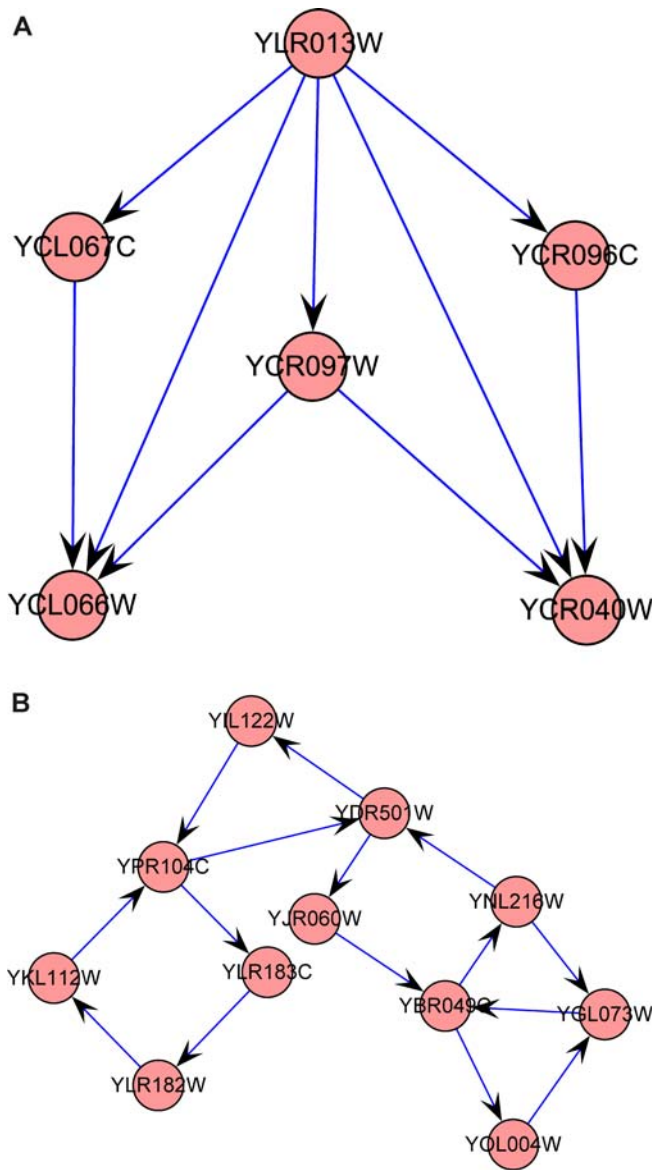 A
YLR013W
YCL067C
YCR096C
YCR097W
YCL066W
YCR040W
B
YIL122W
YDR501W
YPR104C
YJR060W
YNL216W
YKL112W
YLR183C
YBR049C
YGL073W
YLR182W
YOL004W